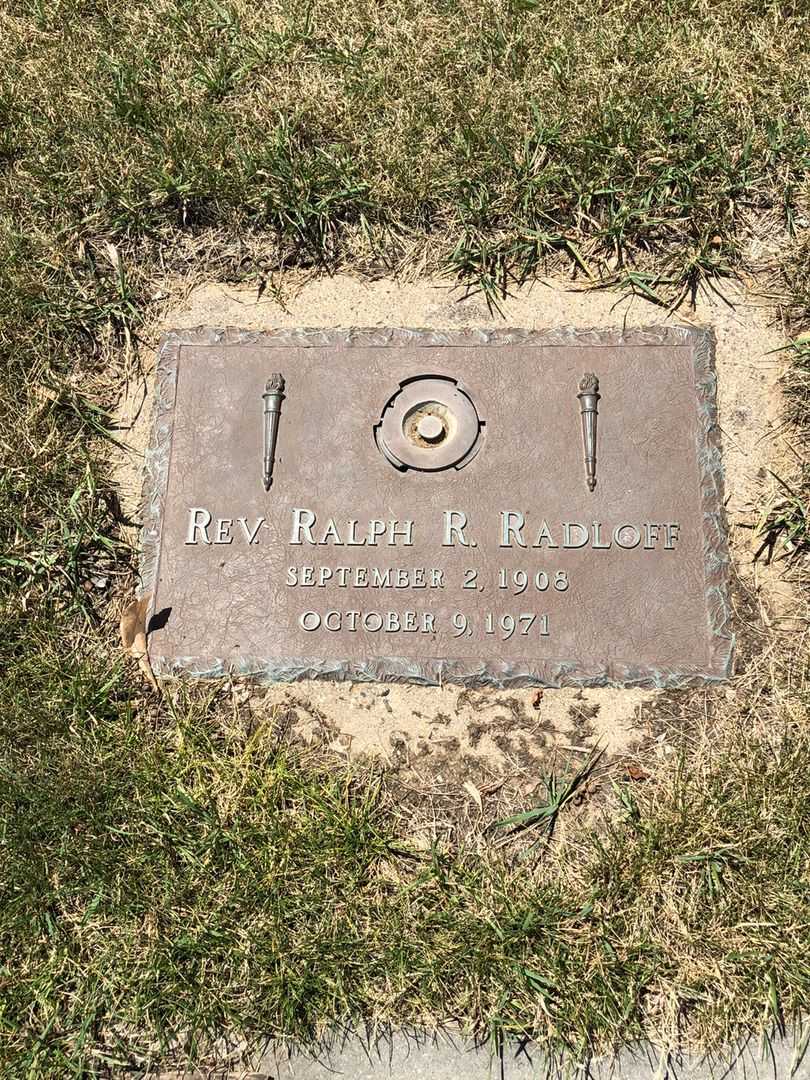 REV. RALPH R. RADLOFF
SEPTEMBER 2, 1908
OCTOBER 9, 1971